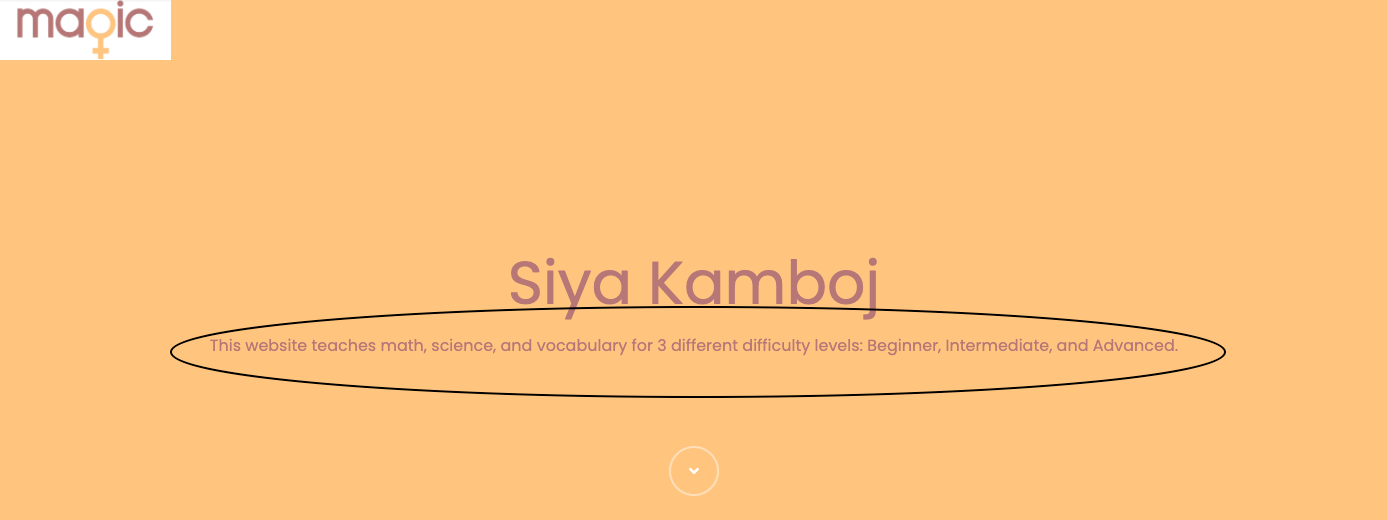 magic
Siya Kamboj
This website teaches math, science, and vocabulary for 3 different difficulty levels: Beginner, Intermediate, and Advanced.